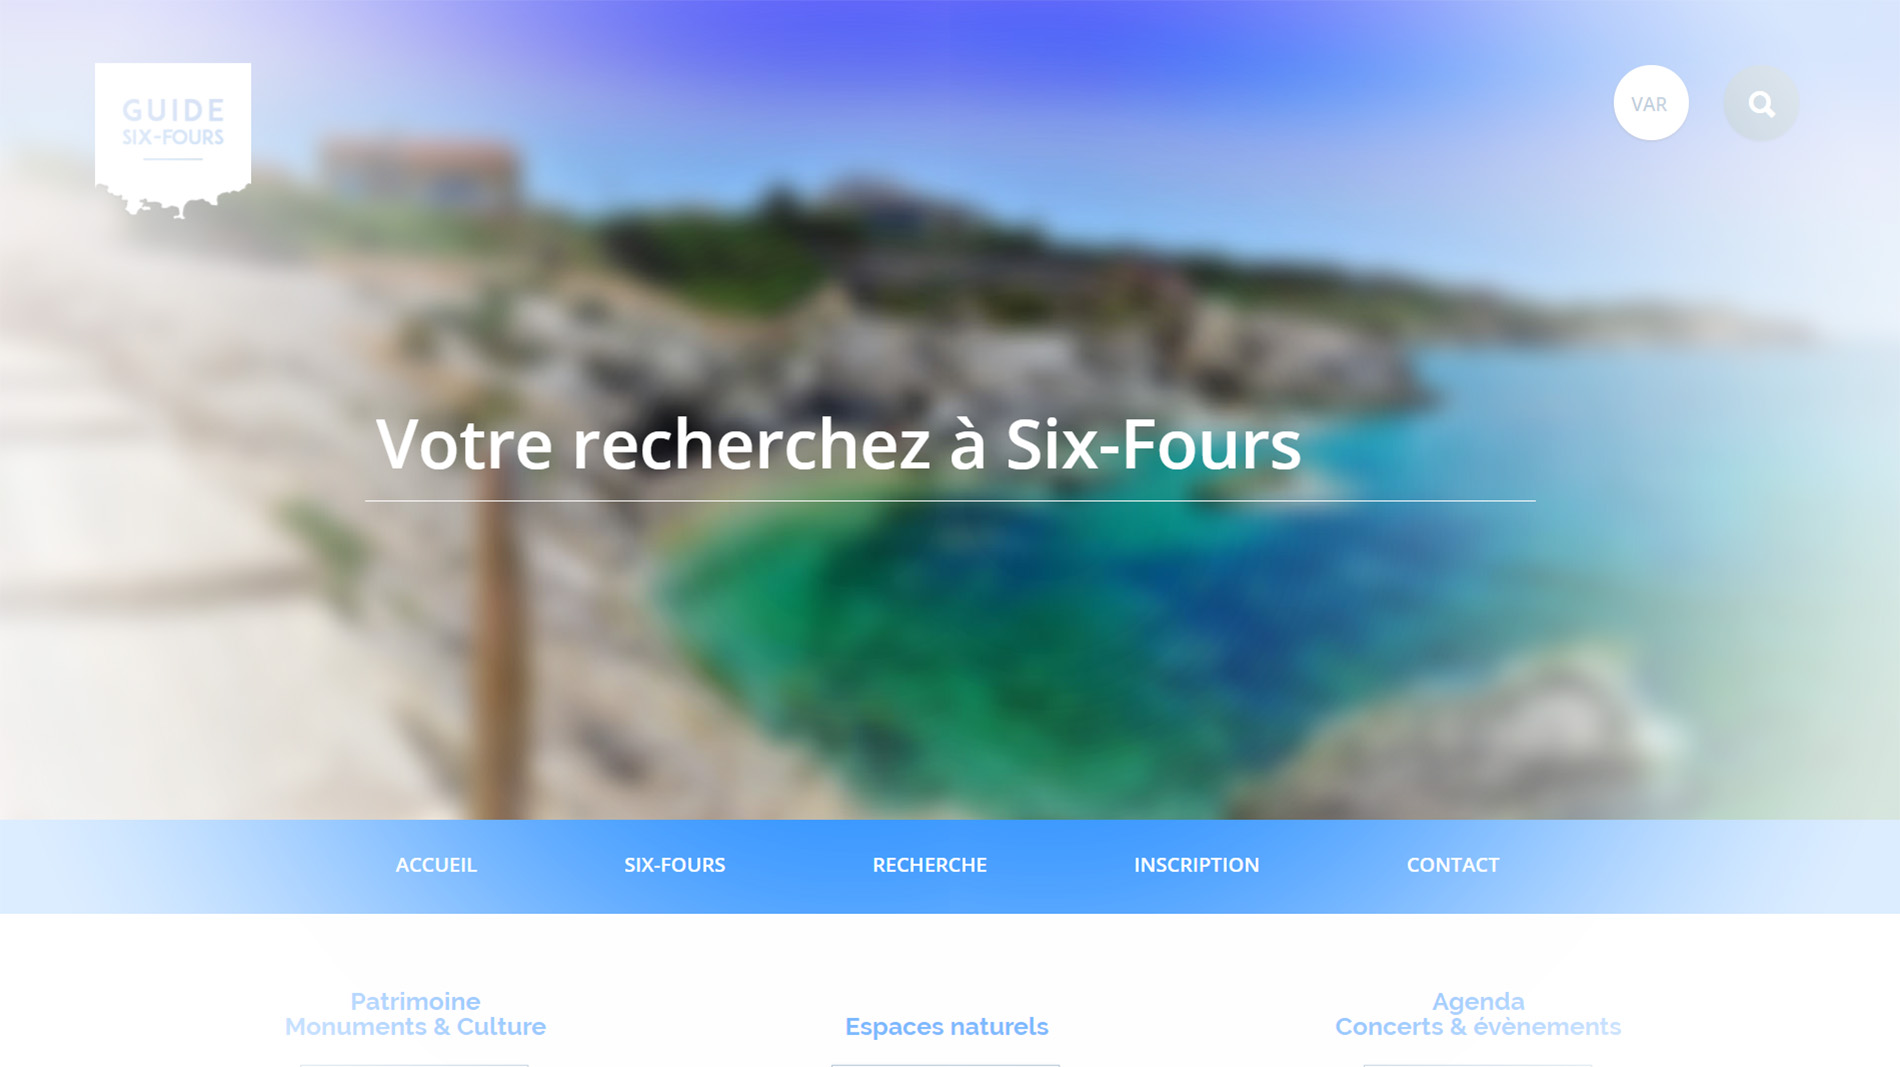 GUIDE
SIX-FOURS
VAR
Votre recherchez à Six-Fours
ACCUEIL
SIX-FOURS
RECHERCHE
INSCRIPTION
CONTACT
Patrimoine
Monuments & Culture
Espaces naturels
Agenda
Concerts & évènements